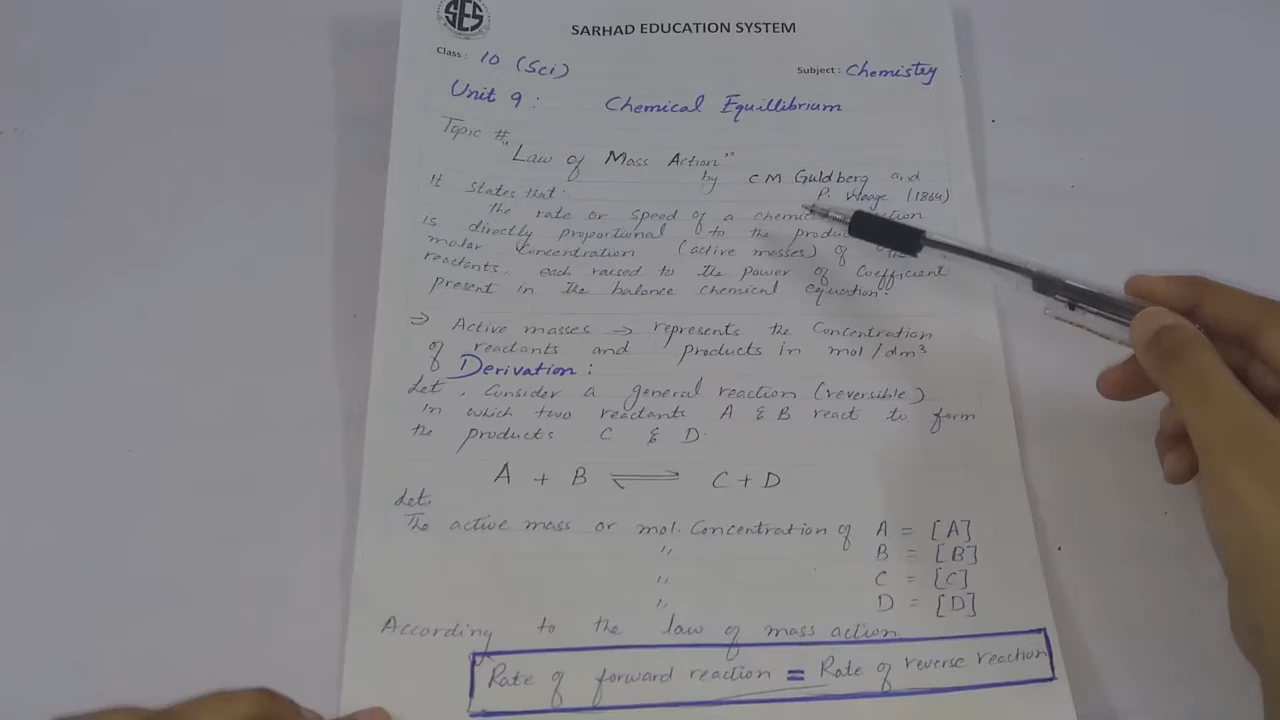 SES
SARHAD EDUCATION SYSTEM
Class : 10 (Sci)
Subject : Chemistry
Unit 9 : Chemical Equillibrium
Topic #
"Law of Mass Action"
by C M Guldberg and
P. Waage (1864)
It states that:
the rate or speed of a
is directly proportional to the
molar Concentration (active masses) of
reactants, each raised to the power of Coefficient
present in the balance chemical equation.
⇒ Active masses → represents the Concentration
of reactants and products in mol/dm³
Derivation :
Let, Consider a general reaction (reversible)
in which two reactants A & B react to form
the products C & D.
A + B ⇌ C + D
Let,
The active mass or mol. Concentration of A = [A]
" B = [B]
" C = [C]
" D = [D]
According to the law of mass action
Rate of forward reaction = Rate of reverse reaction